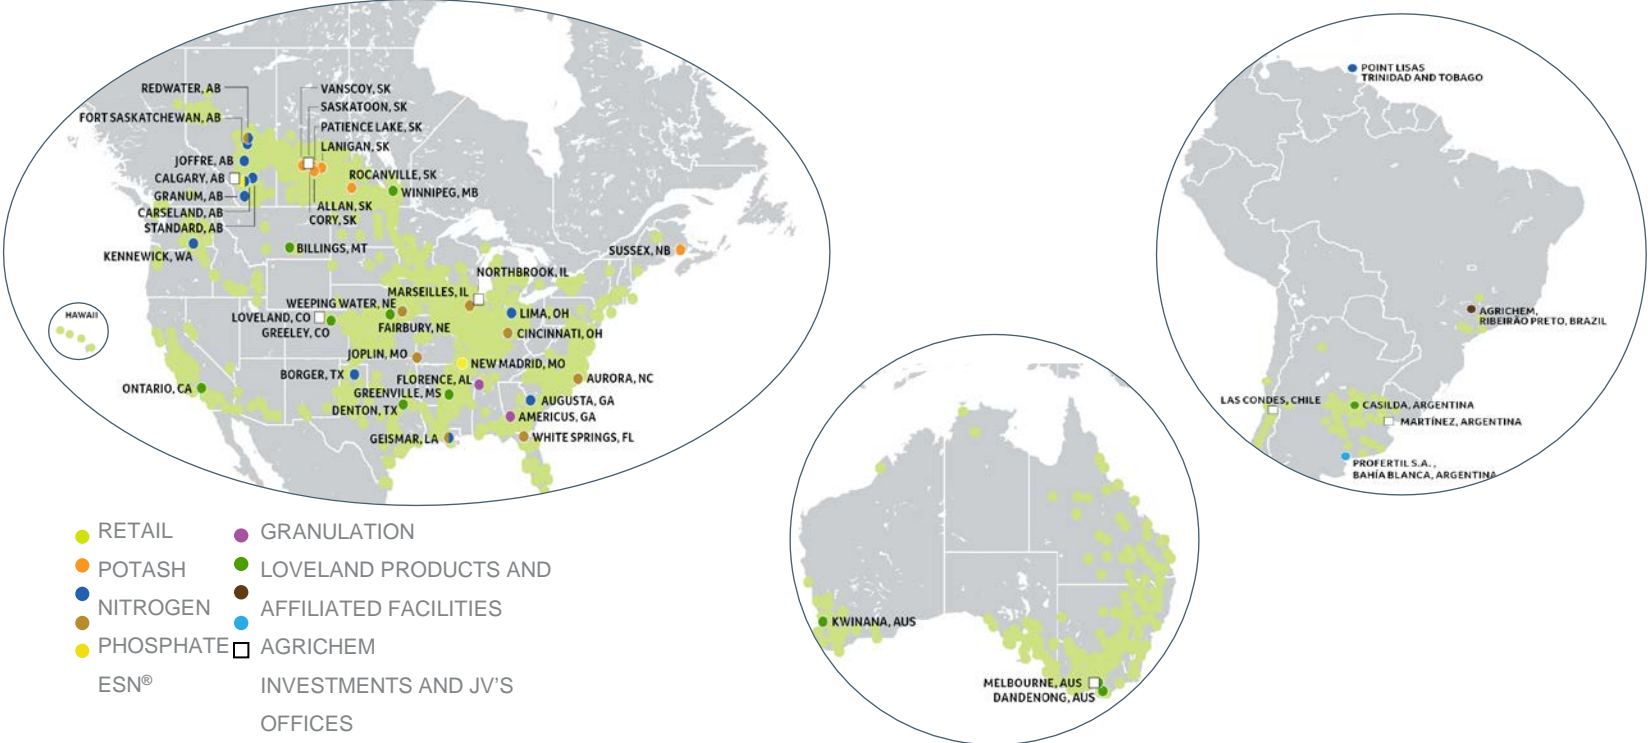 REDWATER, AB
FORT SASKATCHEWAN, AB
JOFFRE, AB
CALGARY, AB
GRANUM, AB
CARSELAND, AB
STANDARD, AB
KENNEWICK, WA
VANSCOY, SK
SASKATOON, SK
PATIENCE LAKE, SK
LANIGAN, SK
ROCANVILLE, SK
WINNIPEG, MB
ALLAN, SK
CORY, SK
BILLINGS, MT
SUSSEX, NB
NORTHBROOK, IL
MARSEILLES, IL
WEEPING WATER, NE
LOVELAND, CO
GREELEY, CO
FAIRBURY, NE
LIMA, OH
CINCINNATI, OH
HAWAII
JOPLIN, MO
NEW MADRID, MO
BORGER, TX
FLORENCE, AL
AURORA, NC
ONTARIO, CA
GREENVILLE, MS
AUGUSTA, GA
DENTON, TX
AMERICUS, GA
GEISMAR, LA
WHITE SPRINGS, FL
POINT LISAS
TRINIDAD AND TOBAGO
AGRICHEM,
RIBEIRÃO PRETO, BRAZIL
LAS CONDES, CHILE
CASILDA, ARGENTINA
MARTÍNEZ, ARGENTINA
PROFERTIL S.A.,
BAHÍA BLANCA, ARGENTINA
KWINANA, AUS
MELBOURNE, AUS
DANDENONG, AUS
RETAIL
POTASH
NITROGEN
PHOSPHATE
ESN®
GRANULATION
LOVELAND PRODUCTS AND
AFFILIATED FACILITIES
AGRICHEM
INVESTMENTS AND JV'S
OFFICES